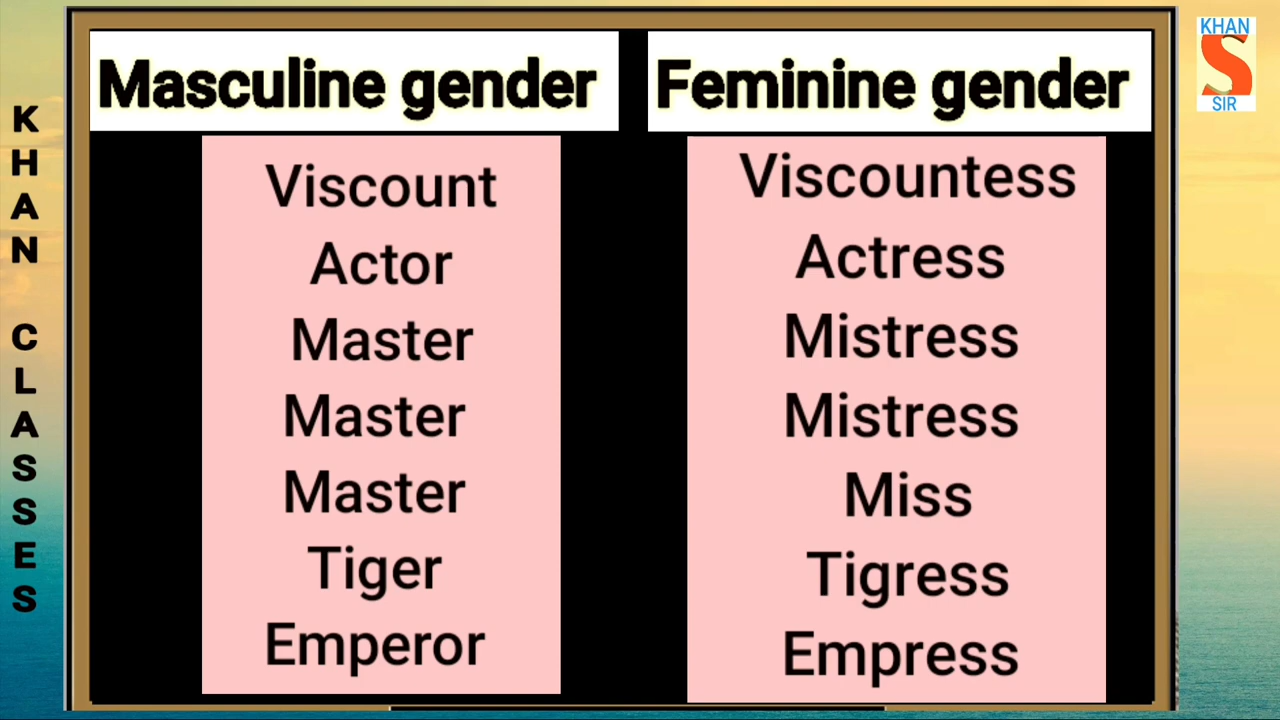 KHAN CLASSES
Masculine gender Feminine gender
Viscount Viscountess
Actor Actress
Master Mistress
Master Mistress
Master Miss
Tiger Tigress
Emperor Empress
KHAN
S
SIR